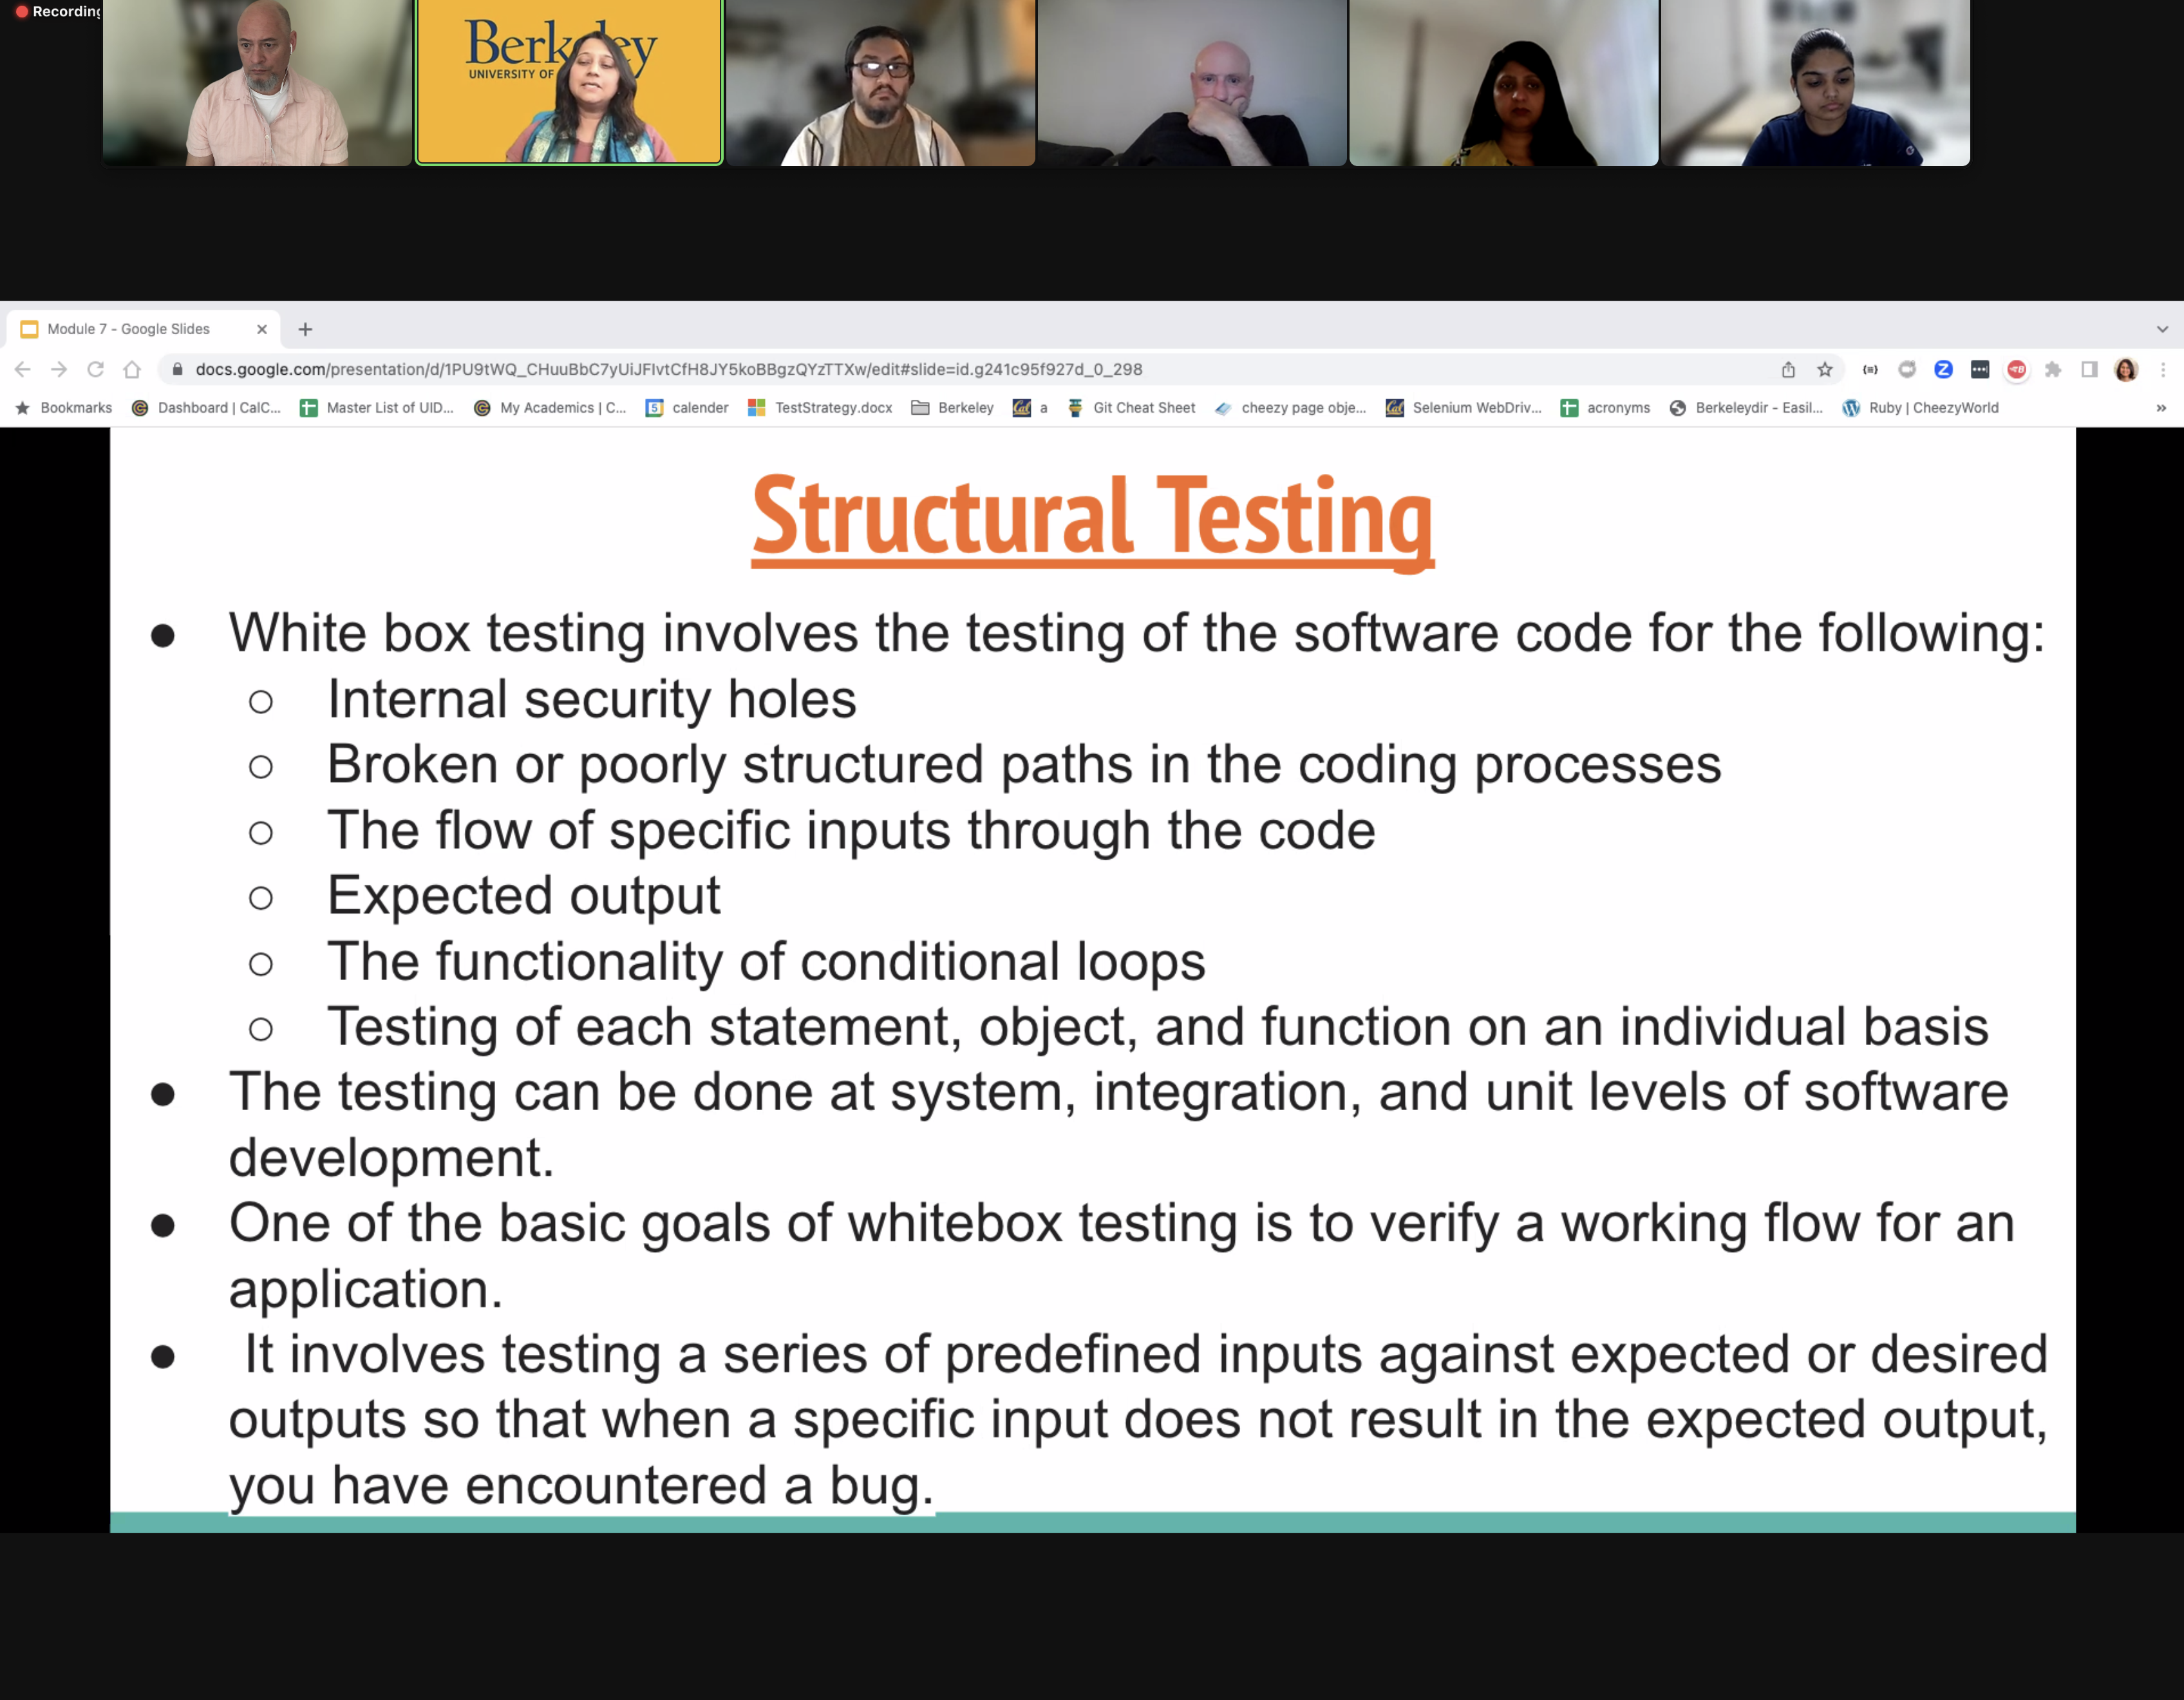 Recording
Berk ey
UNIVERSITY OF
Module 7 - Google Slides
docs.google.com/presentation/d/1PU9tWQ_CHuuBbC7yUiJFIvtCfH8JY5koBBgzQYzTTXw/edit#slide=id.g241c95f927d_0_298
Bookmarks Dashboard | CalC... Master List of UID... My Academics | C... 5 calender TestStrategy.docx Berkeley Cal a Git Cheat Sheet cheezy page obje... Cal Selenium WebDriv... acronyms Berkeleydir - Easil... Ruby | CheezyWorld
Structural Testing
● White box testing involves the testing of the software code for the following:
○ Internal security holes
○ Broken or poorly structured paths in the coding processes
○ The flow of specific inputs through the code
○ Expected output
○ The functionality of conditional loops
○ Testing of each statement, object, and function on an individual basis
● The testing can be done at system, integration, and unit levels of software
development.
● One of the basic goals of whitebox testing is to verify a working flow for an
application.
● It involves testing a series of predefined inputs against expected or desired
outputs so that when a specific input does not result in the expected output,
you have encountered a bug.